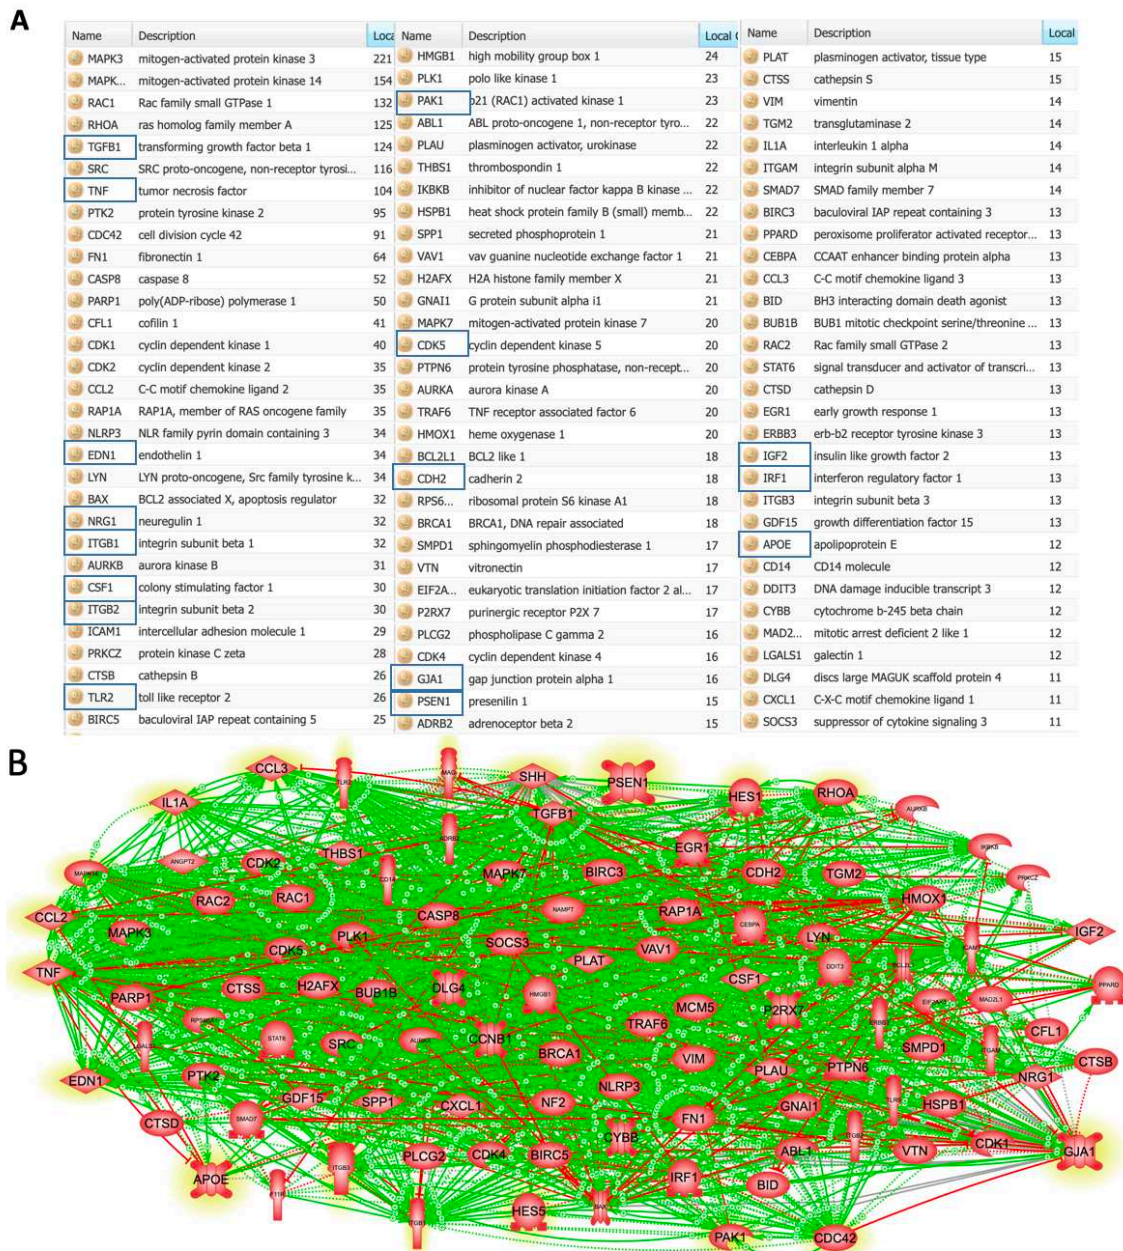 A
Name Description Loca
MAPK3 mitogen-activated protein kinase 3 221
MAPK... mitogen-activated protein kinase 14 154
RAC1 Rac family small GTPase 1 132
RHOA ras homolog family member A 125
TGFB1 transforming growth factor beta 1 124
SRC SRC proto-oncogene, non-receptor tyrosi... 116
TNF tumor necrosis factor 104
PTK2 protein tyrosine kinase 2 95
CDC42 cell division cycle 42 91
FN1 fibronectin 1 64
CASP8 caspase 8 52
PARP1 poly(ADP-ribose) polymerase 1 50
CFL1 cofilin 1 41
CDK1 cyclin dependent kinase 1 40
CDK2 cyclin dependent kinase 2 35
CCL2 C-C motif chemokine ligand 2 35
RAP1A RAP1A, member of RAS oncogene family 35
NLRP3 NLR family pyrin domain containing 3 34
EDN1 endothelin 1 34
LYN LYN proto-oncogene, Src family tyrosine k... 34
BAX BCL2 associated X, apoptosis regulator 32
NRG1 neuregulin 1 32
ITGB1 integrin subunit beta 1 32
AURKB aurora kinase B 31
CSF1 colony stimulating factor 1 30
ITGB2 integrin subunit beta 2 30
ICAM1 intercellular adhesion molecule 1 29
PRKCZ protein kinase C zeta 28
CTSB cathepsin B 26
TLR2 toll like receptor 2 26
BIRC5 baculoviral IAP repeat containing 5 25
Name Description Local
HMGB1 high mobility group box 1 24
PLK1 polo like kinase 1 23
PAK1 p21 (RAC1) activated kinase 1 23
ABL1 ABL proto-oncogene 1, non-receptor tyro... 22
PLAU plasminogen activator, urokinase 22
THBS1 thrombospondin 1 22
IKBKB inhibitor of nuclear factor kappa B kinase ... 22
HSPB1 heat shock protein family B (small) memb... 22
SPP1 secreted phosphoprotein 1 21
VAV1 vav guanine nucleotide exchange factor 1 21
H2AFX H2A histone family member X 21
GNAI1 G protein subunit alpha i1 21
MAPK7 mitogen-activated protein kinase 7 20
CDK5 cyclin dependent kinase 5 20
PTPN6 protein tyrosine phosphatase, non-recept... 20
AURKA aurora kinase A 20
TRAF6 TNF receptor associated factor 6 20
HMOX1 heme oxygenase 1 20
BCL2L1 BCL2 like 1 18
CDH2 cadherin 2 18
RPS6... ribosomal protein S6 kinase A1 18
BRCA1 BRCA1, DNA repair associated 18
SMPD1 sphingomyelin phosphodiesterase 1 17
VTN vitronectin 17
EIF2A... eukaryotic translation initiation factor 2 al... 17
P2RX7 purinergic receptor P2X 7 17
PLCG2 phospholipase C gamma 2 16
CDK4 cyclin dependent kinase 4 16
GJA1 gap junction protein alpha 1 16
PSEN1 presenilin 1 15
ADRB2 adrenoceptor beta 2 15
Name Description Local
PLAT plasminogen activator, tissue type 15
CTSS cathepsin S 15
VIM vimentin 14
TGM2 transglutaminase 2 14
IL1A interleukin 1 alpha 14
ITGAM integrin subunit alpha M 14
SMAD7 SMAD family member 7 14
BIRC3 baculoviral IAP repeat containing 3 13
PPARD peroxisome proliferator activated receptor... 13
CEBPA CCAAT enhancer binding protein alpha 13
CCL3 C-C motif chemokine ligand 3 13
BID BH3 interacting domain death agonist 13
BUB1B BUB1 mitotic checkpoint serine/threonine ... 13
RAC2 Rac family small GTPase 2 13
STAT6 signal transducer and activator of transcri... 13
CTSD cathepsin D 13
EGR1 early growth response 1 13
ERBB3 erb-b2 receptor tyrosine kinase 3 13
IGF2 insulin like growth factor 2 13
IRF1 interferon regulatory factor 1 13
ITGB3 integrin subunit beta 3 13
GDF15 growth differentiation factor 15 13
APOE apolipoprotein E 12
CD14 CD14 molecule 12
DDIT3 DNA damage inducible transcript 3 12
CYBB cytochrome b-245 beta chain 12
MAD2... mitotic arrest deficient 2 like 1 12
LGALS1 galectin 1 12
DLG4 discs large MAGUK scaffold protein 4 11
CXCL1 C-X-C motif chemokine ligand 1 11
SOCS3 suppressor of cytokine signaling 3 11
B
CCL3 MAG SHH PSEN1
IL1A TGFB1 HES1 RHOA
AURKB
ANGPT2 CDK2 THBS1 ADRB2 EGR1 IKBKB
CD14 MAPK7 BIRC3 CDH2 TGM2 PRKCZ
RAC2 RAC1 CASP8 NAMPT RAP1A HMOX1
CCL2 MAPK3 PLK1 CEBPA IGF2
CDK5 SOCS3 VAV1 LYN
TNF PLAT DDIT3
PARP1 CTSS H2AFX BUB1B DLG4 HMGB1 CSF1 P2RX7 MAD2L1 PPARD
MCM5
STAT6 SRC CCNB1 TRAF6 CFL1
BRCA1 VIM SMPD1 ITGAM CTSB
EDN1 PTK2 NLRP3 PLAU PTPN6 NRG1
GDF15 SPP1 CXCL1 NF2 GNAI1 HSPB1
CTSD SMAD7 FN1
CYBB ABL1 VTN CDK1 GJA1
APOE ITGB3 PLCG2 CDK4 BIRC5 IRF1 BID
ITGB1 HES5 BAX
PAK1 CDC42